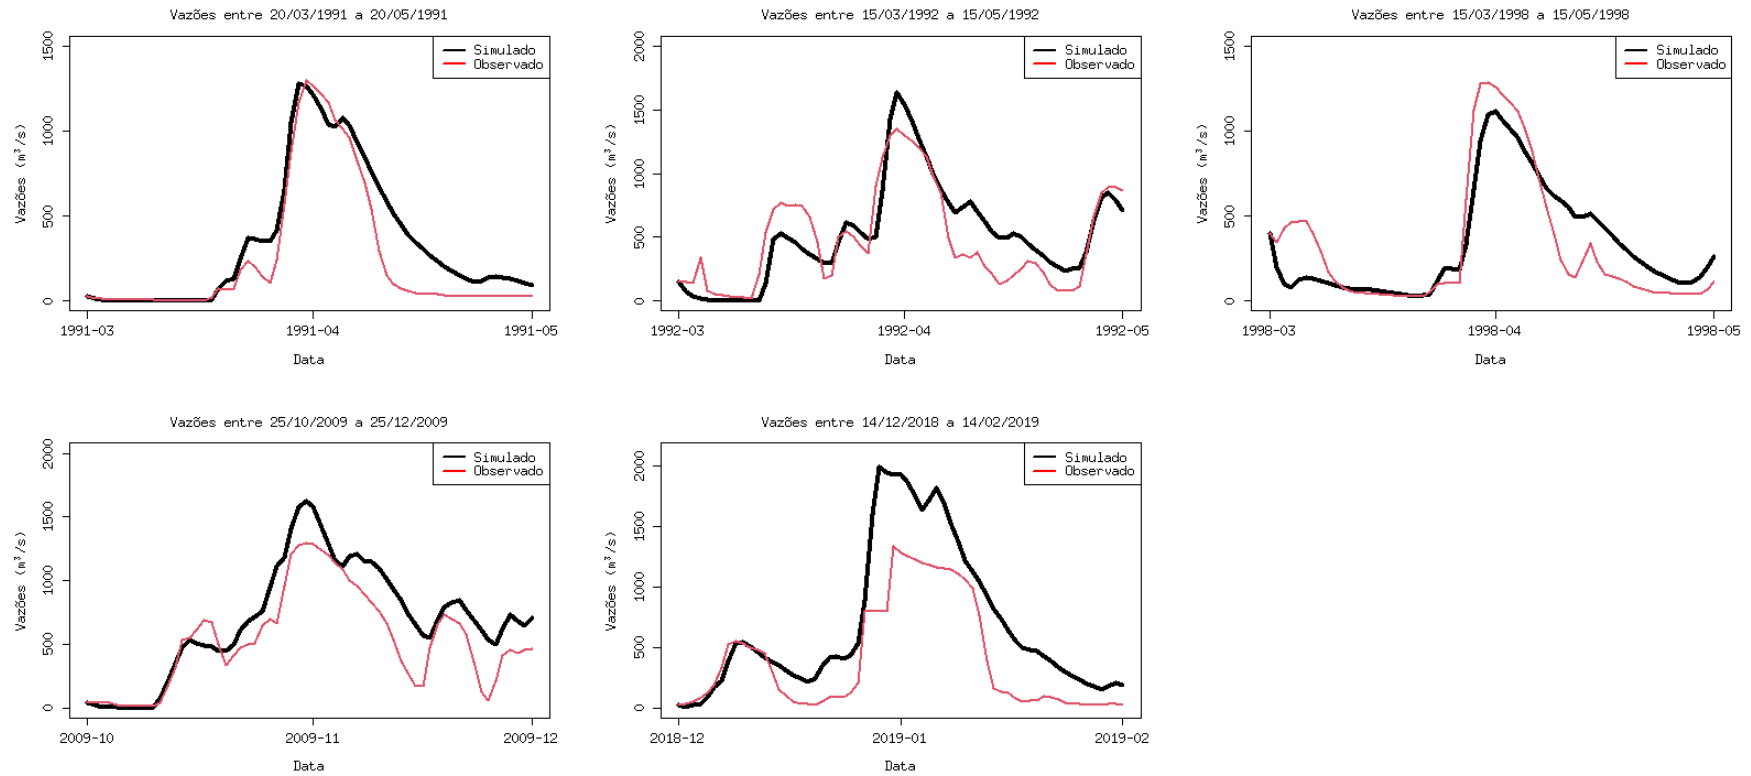 Vazões entre 20/03/1991 a 20/05/1991
Vazões (m³/s)
1500
1000
500
0
Simulado
Observado
1991-03
1991-04
1991-05
Data
Vazões entre 15/03/1992 a 15/05/1992
Vazões (m³/s)
2000
1500
1000
500
0
Simulado
Observado
1992-03
1992-04
1992-05
Data
Vazões entre 15/03/1998 a 15/05/1998
Vazões (m³/s)
1500
1000
500
0
Simulado
Observado
1998-03
1998-04
1998-05
Data
Vazões entre 25/10/2009 a 25/12/2009
Vazões (m³/s)
2000
1500
1000
500
0
Simulado
Observado
2009-10
2009-11
2009-12
Data
Vazões entre 14/12/2018 a 14/02/2019
Vazões (m³/s)
2000
1500
1000
500
0
Simulado
Observado
2018-12
2019-01
2019-02
Data